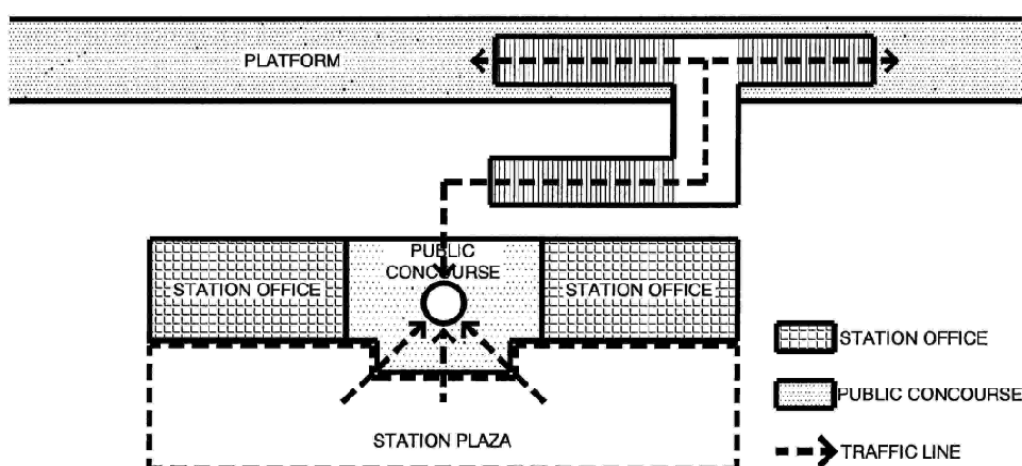 PLATFORM
PUBLIC
CONCOURSE
STATION OFFICE
STATION OFFICE
STATION OFFICE
PUBLIC CONCOURSE
STATION PLAZA
TRAFFIC LINE